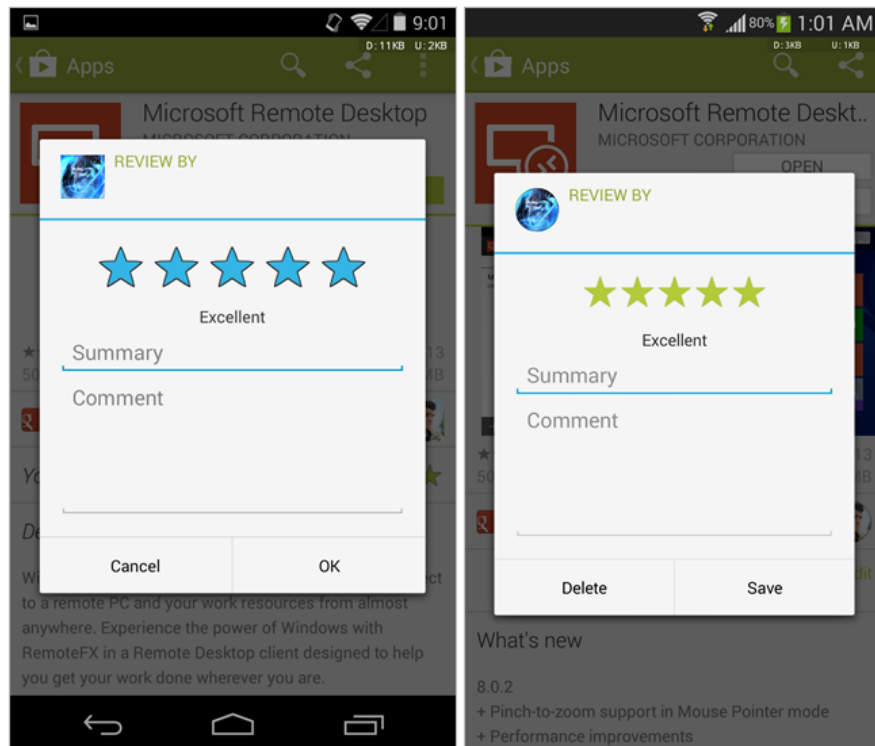 9:01
D: 11KB U: 2KB
Apps
Microsoft Remote Desktop
MICROSOFT CORPORATION
REVIEW BY
Excellent
Summary
Comment
Cancel
OK
to a remote PC and your work resources from almost
anywhere. Experience the power of Windows with
RemoteFX in a Remote Desktop client designed to help
you get your work done wherever you are.
80% 1:01 AM
D: 3KB U: 1KB
Apps
Microsoft Remote Deskt..
MICROSOFT CORPORATION
OPEN
REVIEW BY
Excellent
Summary
Comment
Delete
Save
What's new
8.0.2
+ Pinch-to-zoom support in Mouse Pointer mode
+ Performance improvements